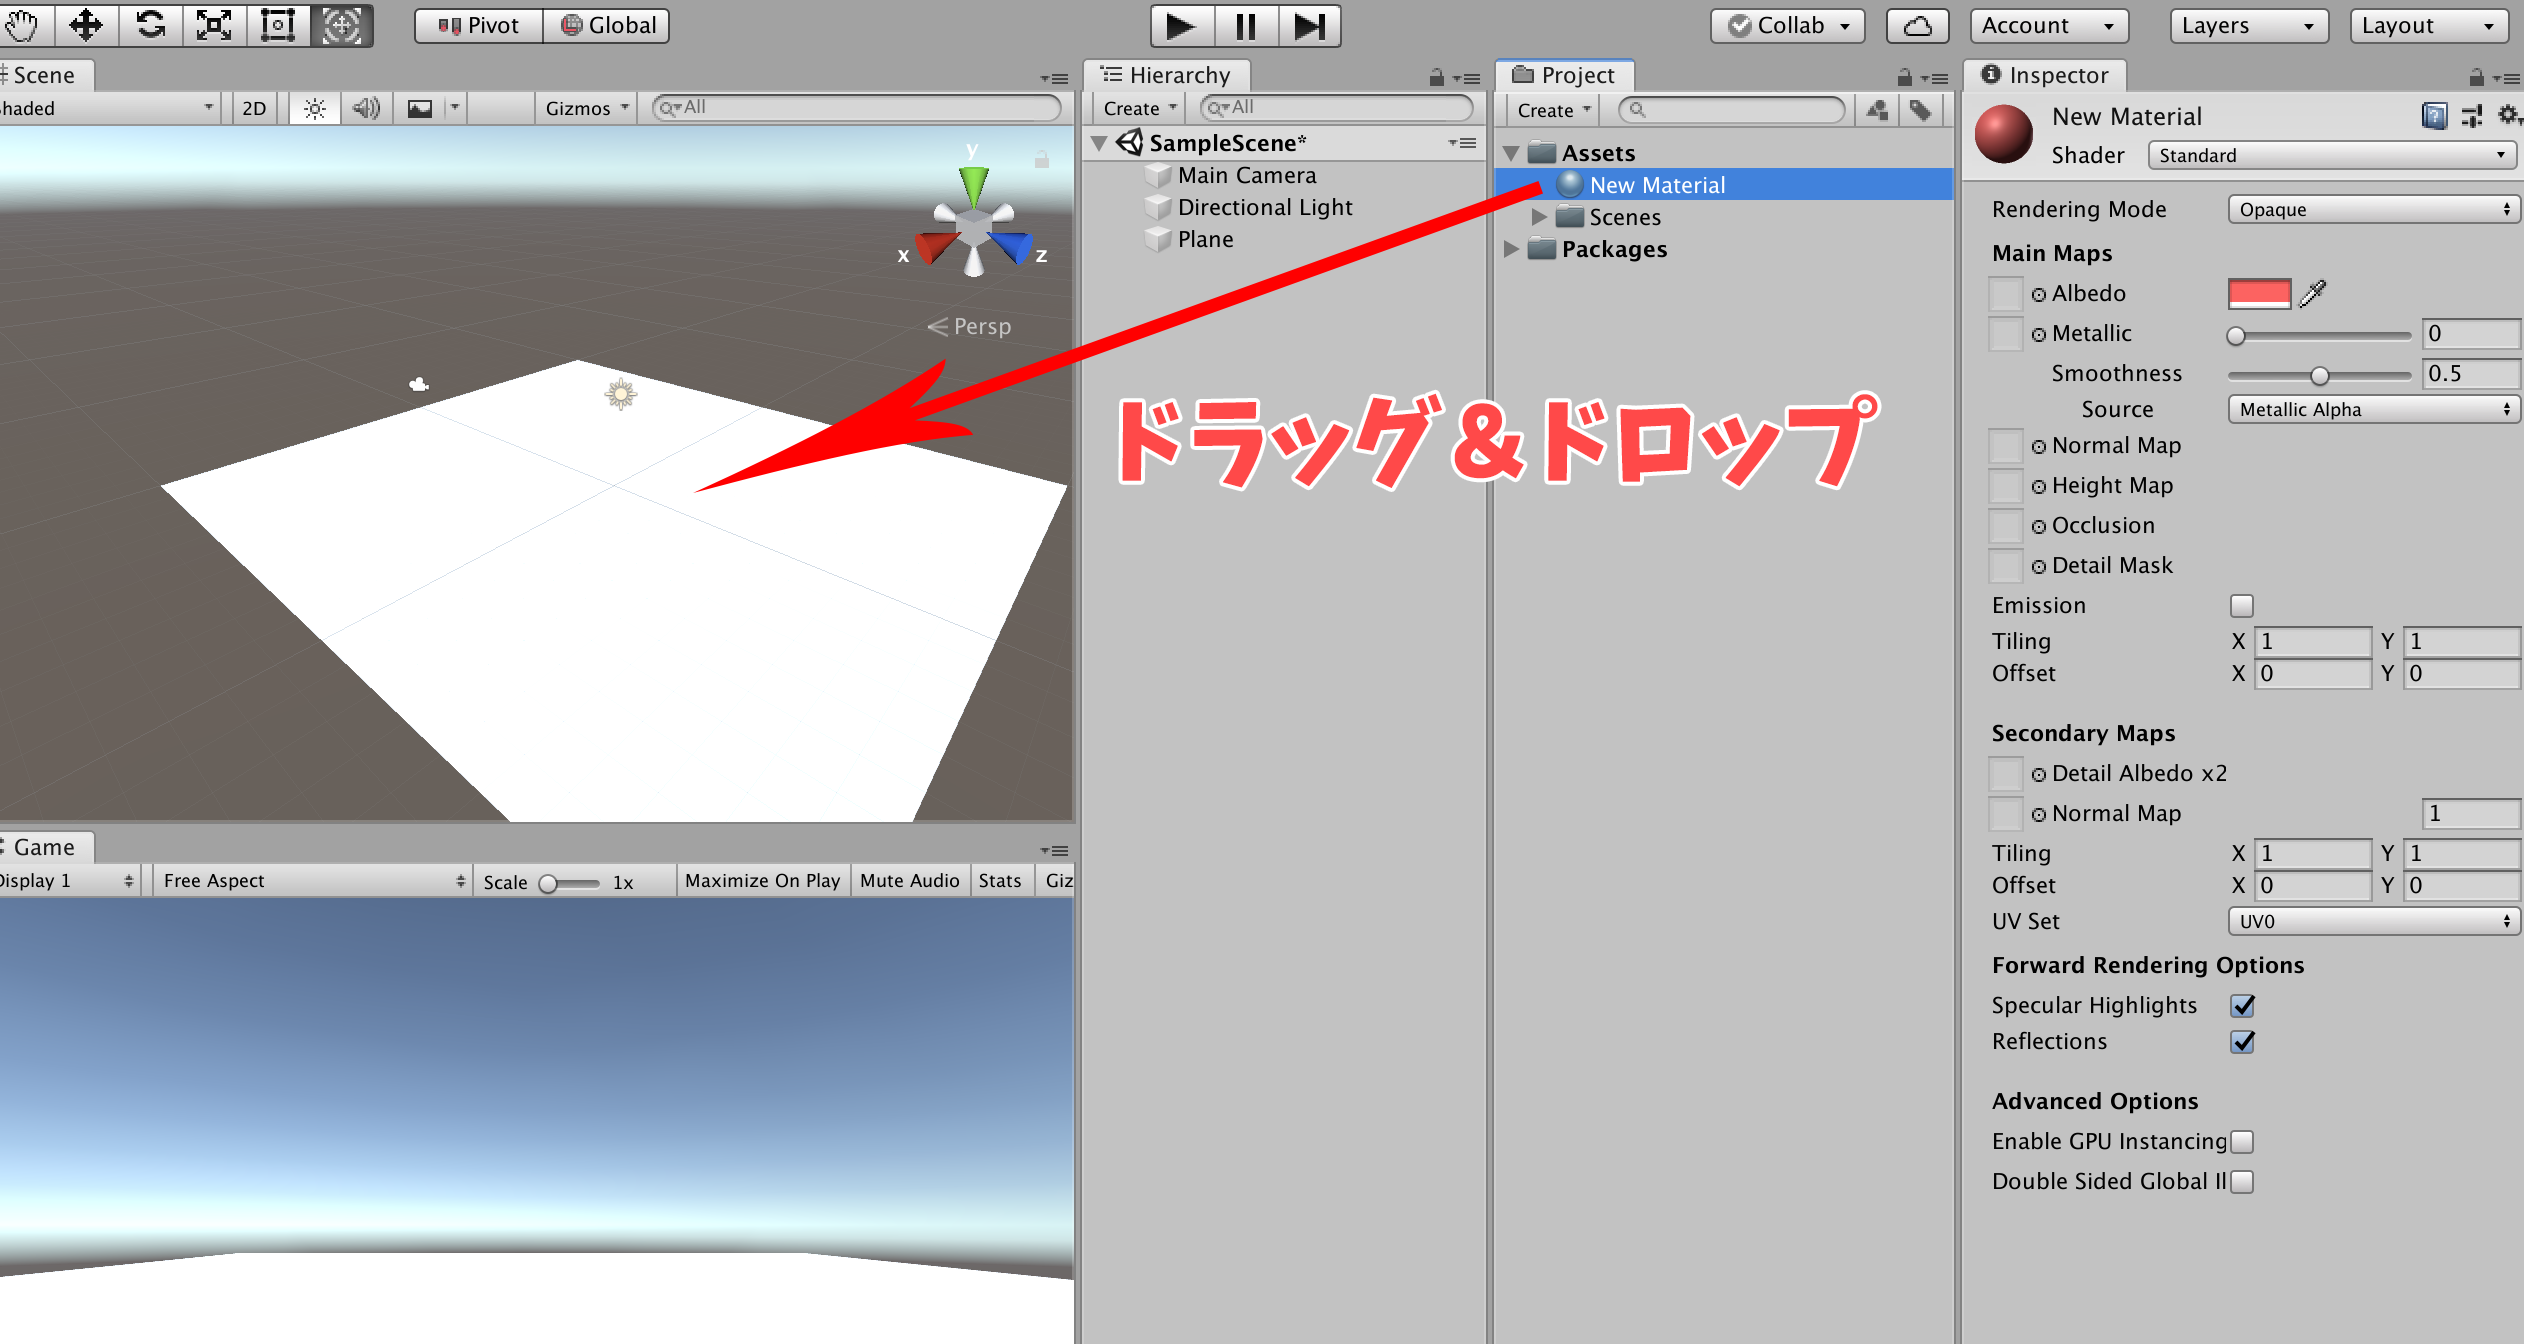 Pivot Global Collab Account Layers Layout
Scene
haded 2D Gizmos All
y
x z
Persp
Game
Display 1 Free Aspect Scale 1x Maximize On Play Mute Audio Stats Giz
Hierarchy
Create All
SampleScene*
Main Camera
Directional Light
Plane
Project
Create
Assets
New Material
Scenes
Packages
ドラッグ&ドロップ
Inspector
New Material
Shader Standard
Rendering Mode Opaque
Main Maps
Albedo
Metallic 0
Smoothness 0.5
Source Metallic Alpha
Normal Map
Height Map
Occlusion
Detail Mask
Emission
Tiling X 1 Y 1
Offset X 0 Y 0
Secondary Maps
Detail Albedo x2
Normal Map 1
Tiling X 1 Y 1
Offset X 0 Y 0
UV Set UV0
Forward Rendering Options
Specular Highlights
Reflections
Advanced Options
Enable GPU Instancing
Double Sided Global Il